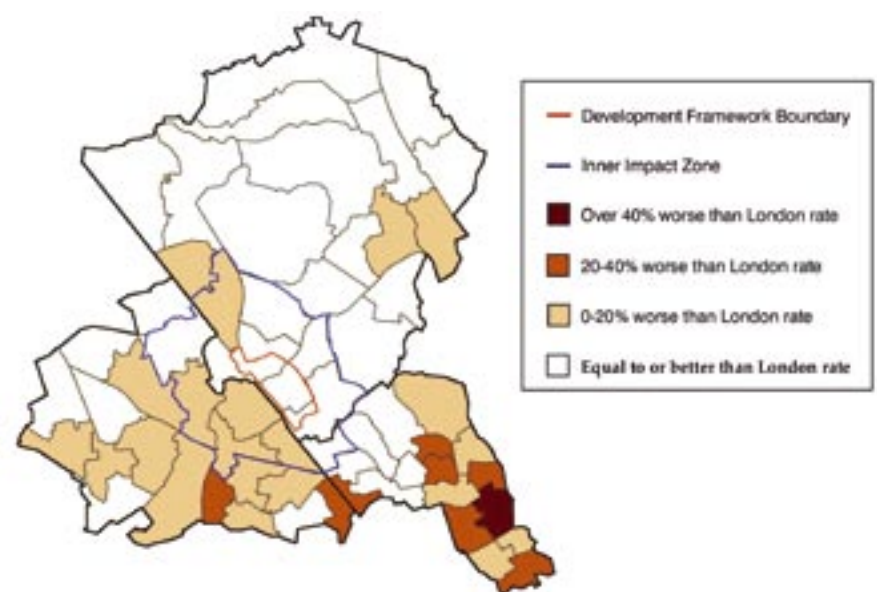 Development Framework Boundary
Inner Impact Zone
Over 40% worse than London rate
20-40% worse than London rate
0-20% worse than London rate
Equal to or better than London rate